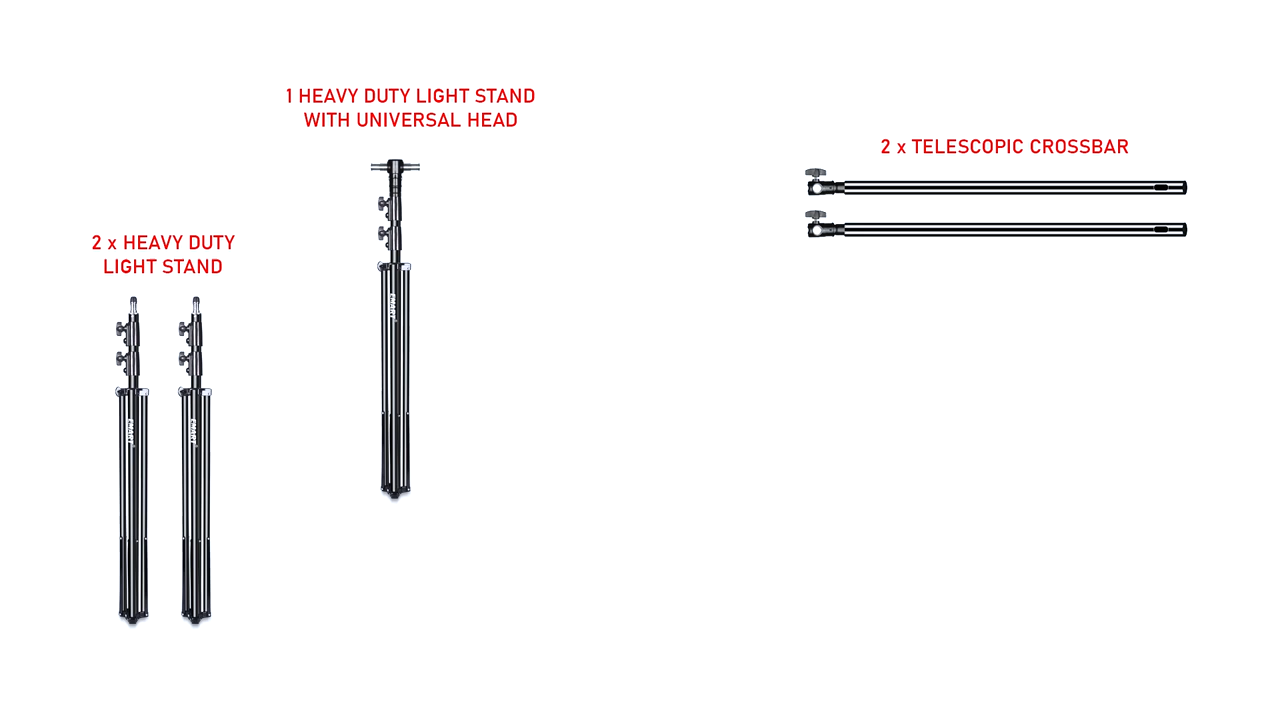 1 HEAVY DUTY LIGHT STAND
WITH UNIVERSAL HEAD
2 x TELESCOPIC CROSSBAR
2 x HEAVY DUTY
LIGHT STAND